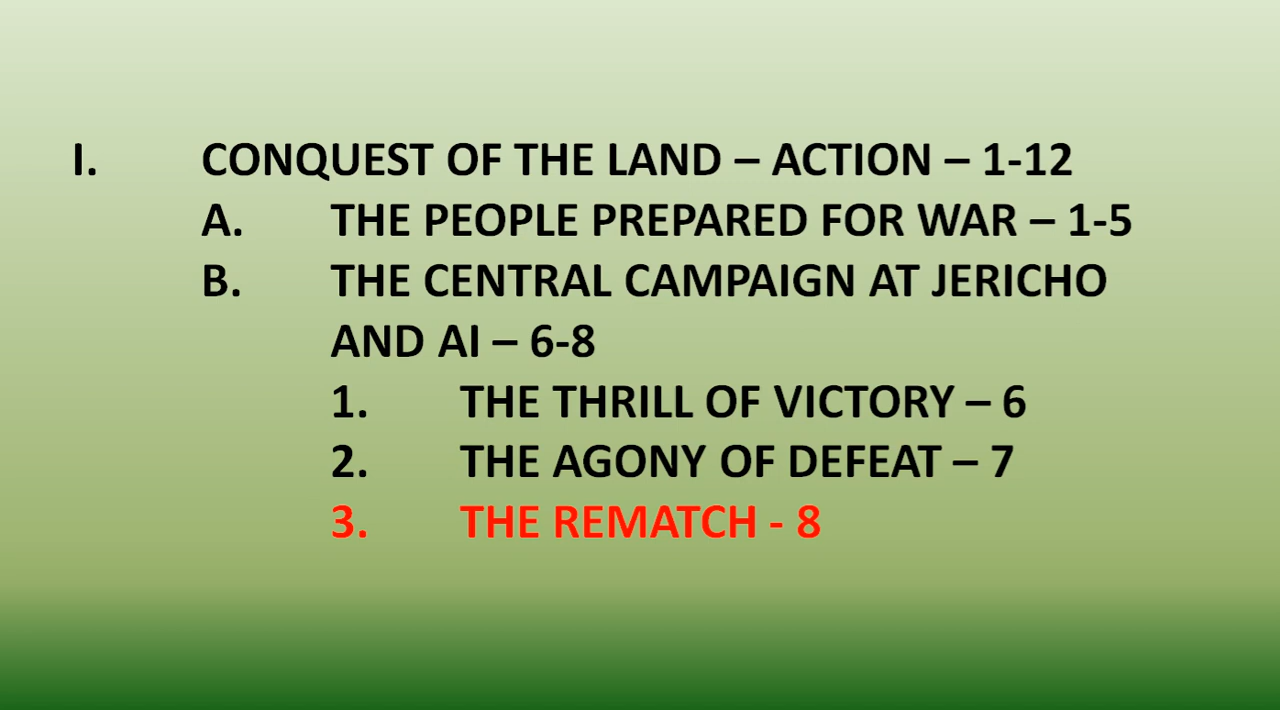 I. CONQUEST OF THE LAND – ACTION – 1-12
A. THE PEOPLE PREPARED FOR WAR – 1-5
B. THE CENTRAL CAMPAIGN AT JERICHO
AND AI – 6-8
1. THE THRILL OF VICTORY – 6
2. THE AGONY OF DEFEAT – 7
3. THE REMATCH - 8